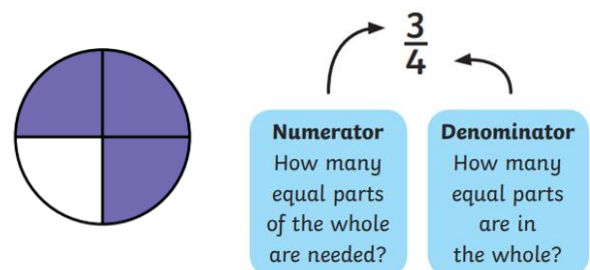 3
4
Numerator
How many
equal parts
of the whole
are needed?
Denominator
How many
equal parts
are in
the whole?